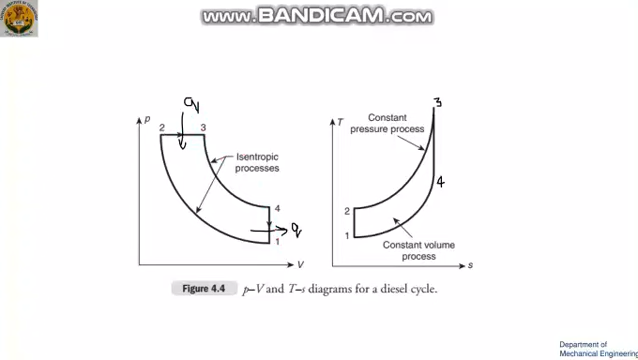 www.BANDICAM.com
q
P
2
3
Isentropic
processes
4
q
1
V
3
T
Constant
pressure process
4
2
1
Constant volume
process
s
Figure 4.4 p–V and T–s diagrams for a diesel cycle.
Department of
Mechanical Engineering